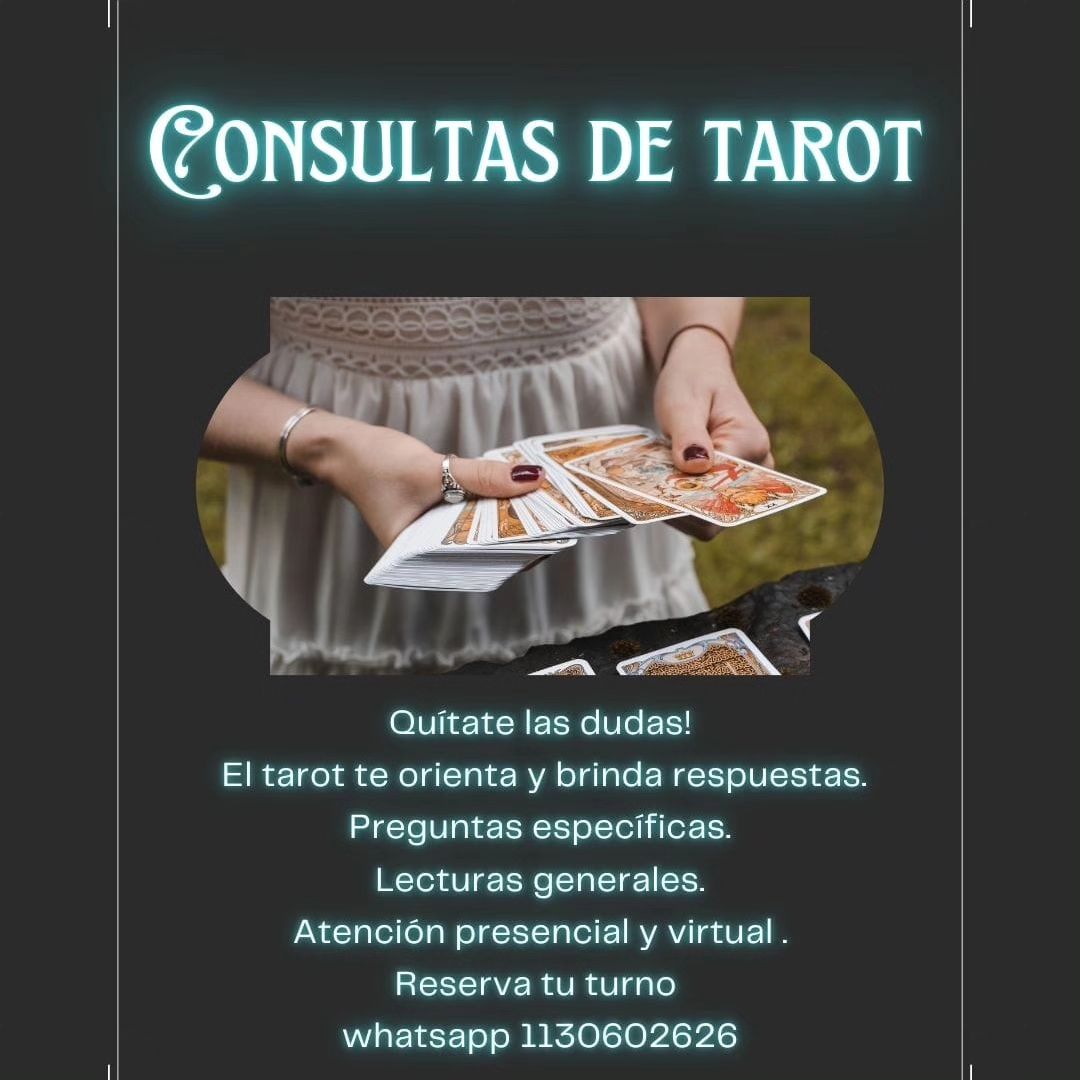 Consultas de tarot
Quítate las dudas!
El tarot te orienta y brinda respuestas.
Preguntas específicas.
Lecturas generales.
Atención presencial y virtual .
Reserva tu turno
whatsapp 1130602626